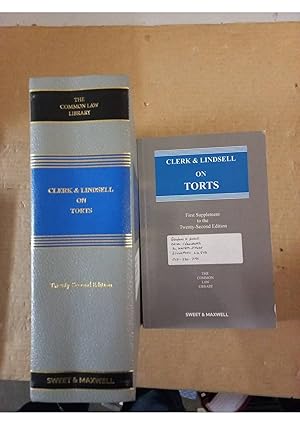 THE
COMMON LAW
LIBRARY
CLERK & LINDSELL
ON
TORTS
Twenty-Second Edition
SWEET & MAXWELL
CLERK & LINDSELL
ON
TORTS
First Supplement
to the
Twenty-Second Edition
THE
COMMON
LAW
LIBRARY
SWEET & MAXWELL